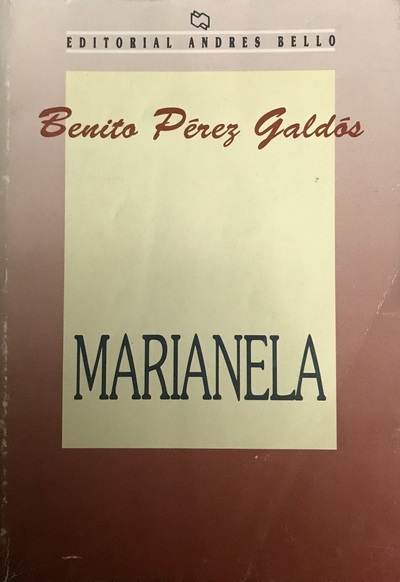 EDITORIAL ANDRES BELLO
Benito Pérez Galdós
MARIANELA